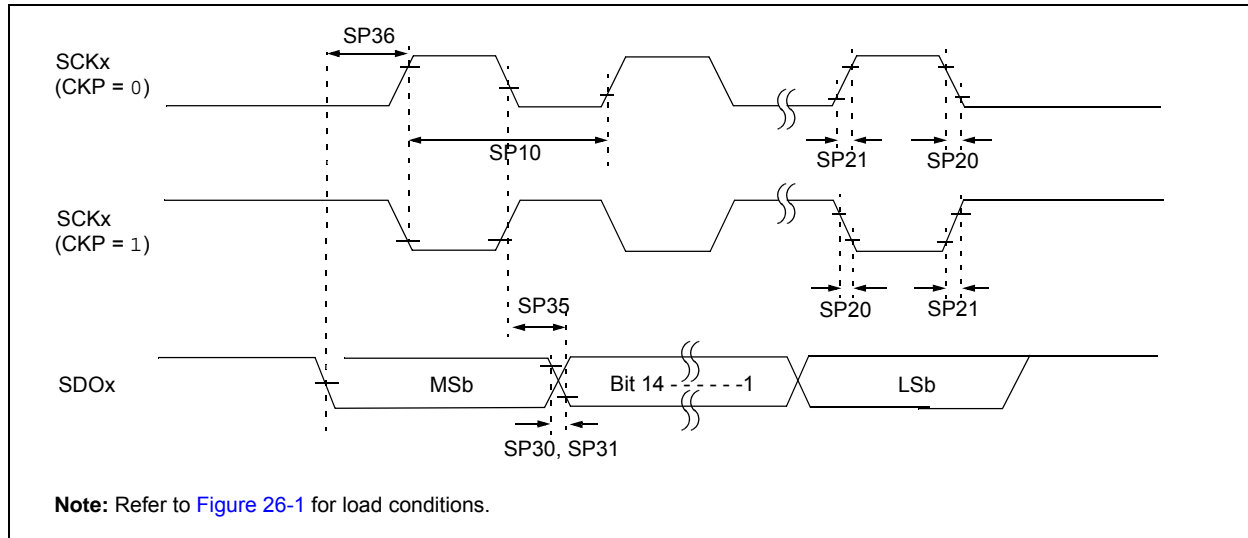 SP36
SCKx
(CKP = 0)
SP10
SP21
SP20
SCKx
(CKP = 1)
SP35
SP20
SP21
SDOx
MSb
Bit 14 - - - - - -1
LSb
SP30, SP31
Note: Refer to Figure 26-1 for load conditions.